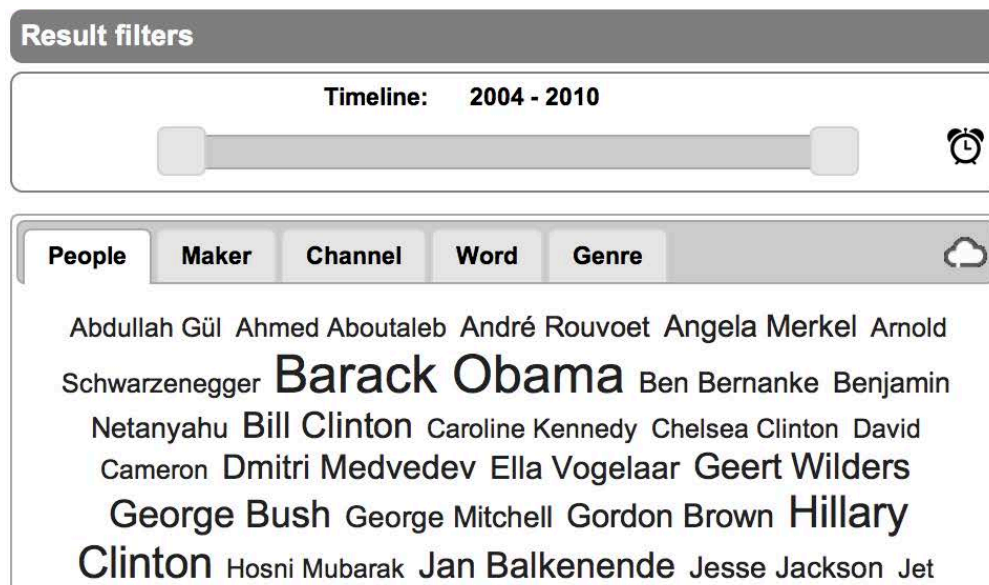 Result filters
Timeline: 2004 - 2010
People Maker Channel Word Genre
Abdullah Gül Ahmed Aboutaleb André Rouvoet Angela Merkel Arnold
Schwarzenegger Barack Obama Ben Bernanke Benjamin
Netanyahu Bill Clinton Caroline Kennedy Chelsea Clinton David
Cameron Dmitri Medvedev Ella Vogelaar Geert Wilders
George Bush George Mitchell Gordon Brown Hillary
Clinton Hosni Mubarak Jan Balkenende Jesse Jackson Jet